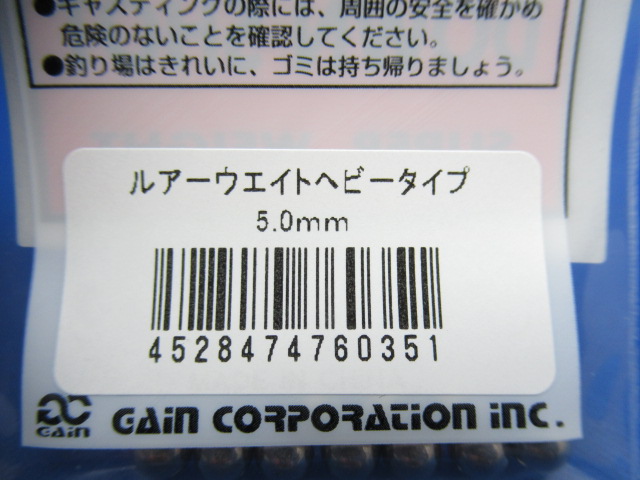 ●キャスティングの際には、周囲の安全を確かめ
危険のないことを確認してください。
●釣り場はきれいに、ゴミは持ち帰りましょう。
ルアーウエイトヘビータイプ
5.0mm
4528474760351
GAiN
GAiN CORPORATiON iNC.